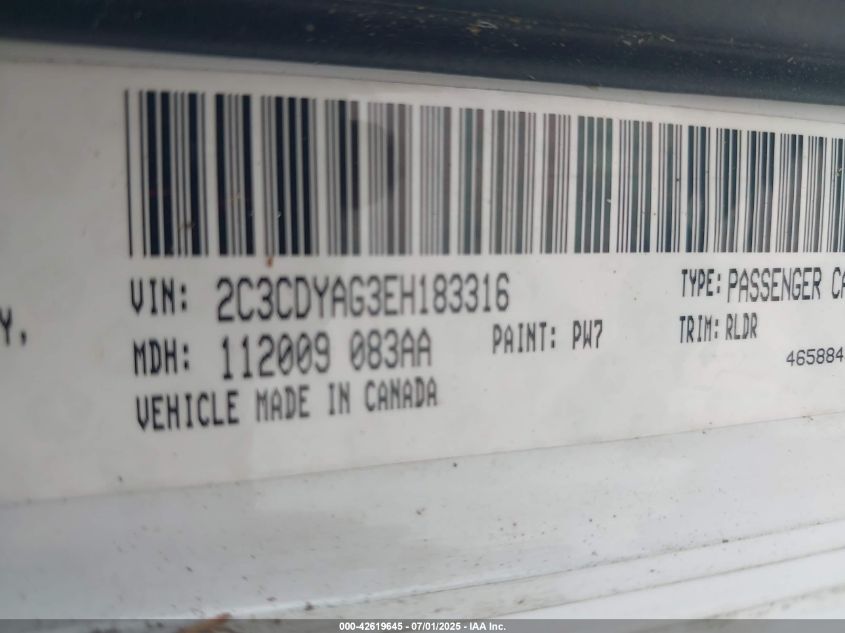 Y,
VIN: 2C3CDYAG3EH183316
TYPE: PASSENGER CA
MDH: 112009 083AA
PAINT: PW7
TRIM: RLDR
465884
VEHICLE MADE IN CANADA
000-42619645 - 07/01/2025 - IAA Inc.